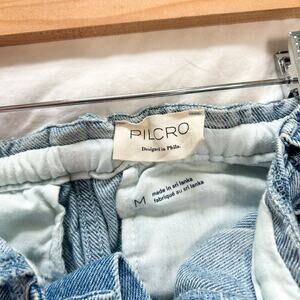 PILCRO
Designed in Phila.
M
made in sri lanka
fabriqué au sri lanka